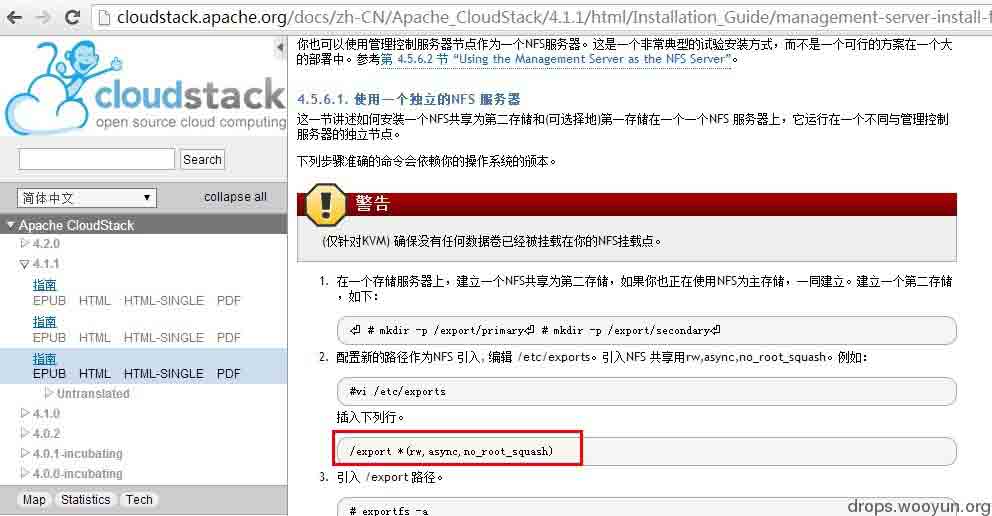 cloudstack.apache.org/docs/zh-CN/Apache_CloudStack/4.1.1/html/Installation_Guide/management-server-install-f
cloudstack
open source cloud computing
Search
简体中文
collapse all
Apache CloudStack
4.2.0
4.1.1
指南
EPUB HTML HTML-SINGLE PDF
指南
EPUB HTML HTML-SINGLE PDF
指南
EPUB HTML HTML-SINGLE PDF
Untranslated
4.1.0
4.0.2
4.0.1-incubating
4.0.0-incubating
Map Statistics Tech
你也可以使用管理控制服务器节点作为一个NFS服务器。这是一个非常典型的试验安装方式，而不是一个可行的方案在一个大
的部署中。参考第 4.5.6.2 节 “Using the Management Server as the NFS Server”。
4.5.6.1. 使用一个独立的NFS 服务器
这一节讲述如何安装一个NFS共享为第二存储和(可选择地)第一存储在一个一个NFS 服务器上，它运行在一个不同与管理控制
服务器的独立节点。
下列步骤准确的命令会依赖你的操作系统的颁本。
警告
(仅针对KVM) 确保没有任何数据卷已经被挂载在你的NFS挂载点。
1. 在一个存储服务器上，建立一个NFS共享为第二存储，如果你也正在使用NFS为主存储，一同建立。建立一个第二存储
，如下：
⏎ # mkdir -p /export/primary⏎ # mkdir -p /export/secondary⏎
2. 配置新的路径作为NFS 引入, 编辑 /etc/exports。引入NFS 共享用rw,async,no_root_squash。例如：
#vi /etc/exports
插入下列行。
/export *(rw,async,no_root_squash)
3. 引入 /export 路径。
# exportfs -a
drops.wooyun.org